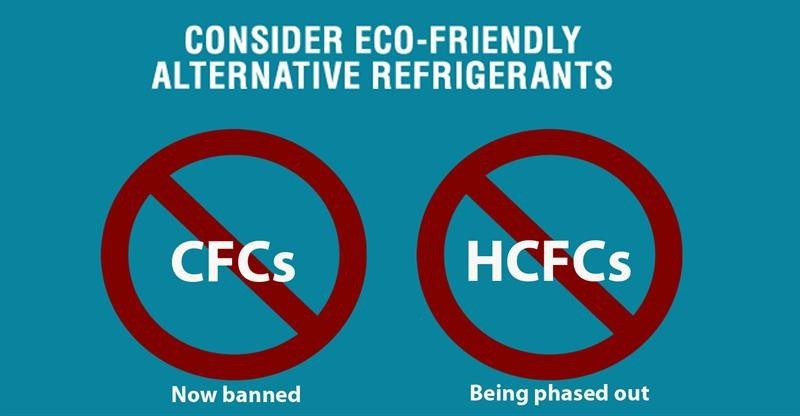 CONSIDER ECO-FRIENDLY
ALTERNATIVE REFRIGERANTS
CFCs
HCFCs
Now banned
Being phased out